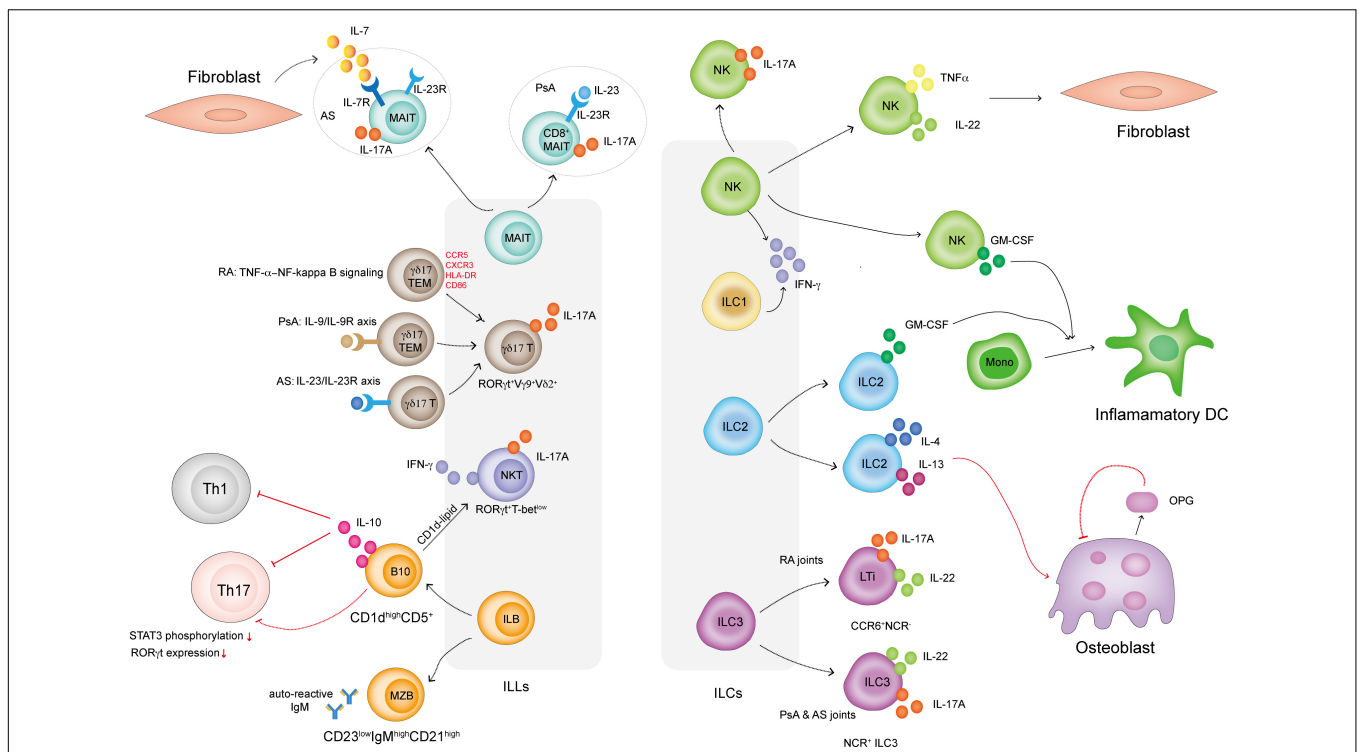 IL-7
Fibroblast
IL-23R
IL-7R
MAIT
AS
IL-17A
PsA
IL-23
IL-23R
CD8⁺
MAIT
IL-17A
MAIT
RA: TNF-α–NF-kappa B signaling
γδ17
TEM
CCR5
CXCR3
HLA-DR
CD86
PsA: IL-9/IL-9R axis
γδ17
TEM
IL-17A
γδ17 T
RORγt⁺Vγ9⁺Vδ2⁺
AS: IL-23/IL-23R axis
γδ17 T
IFN-γ
IL-17A
NKT
RORγt⁺T-betˡᵒʷ
CD1d-lipid
Th1
IL-10
B10
Th17
CD1dʰⁱᵍʰCD5⁺
ILB
STAT3 phosphorylation ↓
RORγt expression ↓
auto-reactive
IgM
MZB
CD23ˡᵒʷIgMʰⁱᵍʰCD21ʰⁱᵍʰ
ILLs
NK
IL-17A
TNFα
NK
IL-22
Fibroblast
NK
NK
GM-CSF
IFN-γ
ILC1
GM-CSF
ILC2
Mono
Inflamamatory DC
ILC2
IL-4
ILC2
IL-13
OPG
RA joints
IL-17A
LTi
IL-22
CCR6⁺NCR⁻
Osteoblast
ILC3
IL-22
ILC3
IL-17A
PsA & AS joints
NCR⁺ ILC3
ILCs